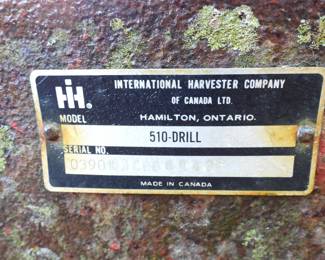 IH®
INTERNATIONAL HARVESTER COMPANY
OF CANADA LTD.
MODEL
HAMILTON, ONTARIO.
510-DRILL
SERIAL NO.
MADE IN CANADA